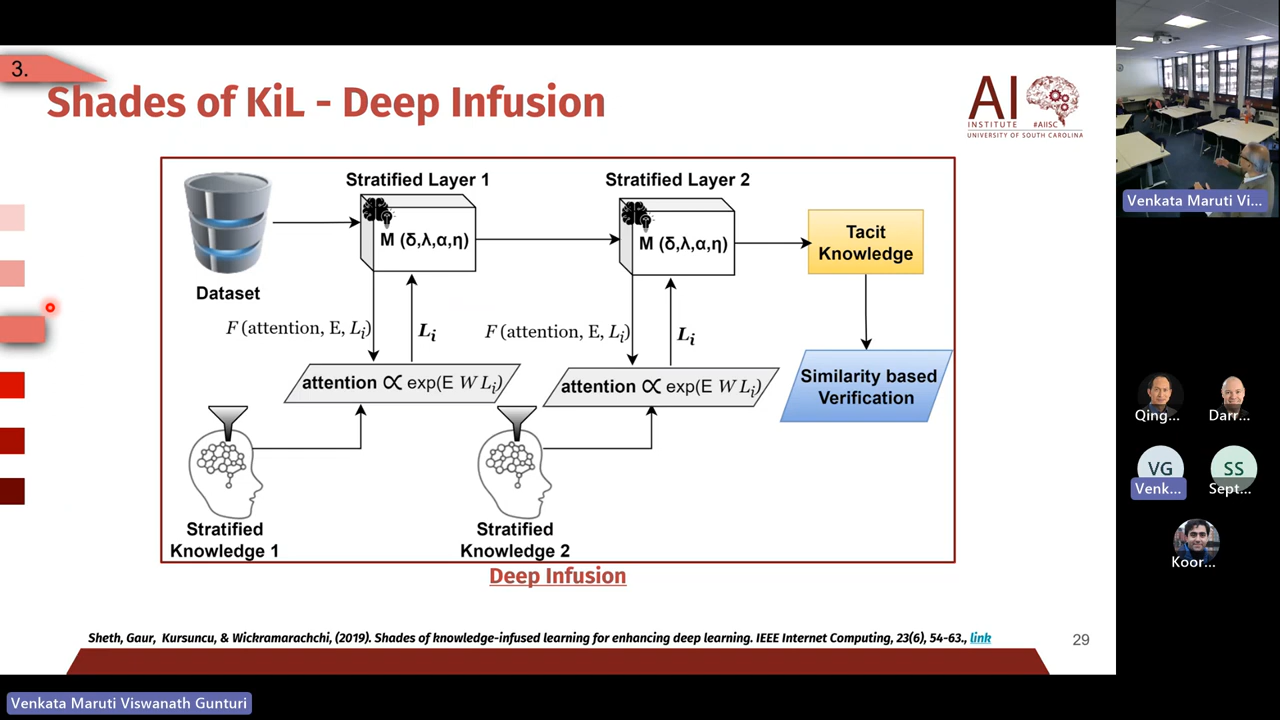 3.
Shades of KiL - Deep Infusion
AI
INSTITUTE #AIISC
UNIVERSITY OF SOUTH CAROLINA
Stratified Layer 1
Stratified Layer 2
M (δ,λ,α,η)
M (δ,λ,α,η)
Tacit
Knowledge
Dataset
F (attention, E, Li)
Li
F (attention, E, Li)
Li
attention ∝ exp(E W Li)
attention ∝ exp(E W Li)
Similarity based
Verification
Stratified
Knowledge 1
Stratified
Knowledge 2
Deep Infusion
Sheth, Gaur, Kursuncu, & Wickramarachchi, (2019). Shades of knowledge-infused learning for enhancing deep learning. IEEE Internet Computing, 23(6), 54-63., link
29
Venkata Maruti Vi...
Qing...
Darr...
VG
SS
Venk...
Sept...
Koor...
Venkata Maruti Viswanath Gunturi